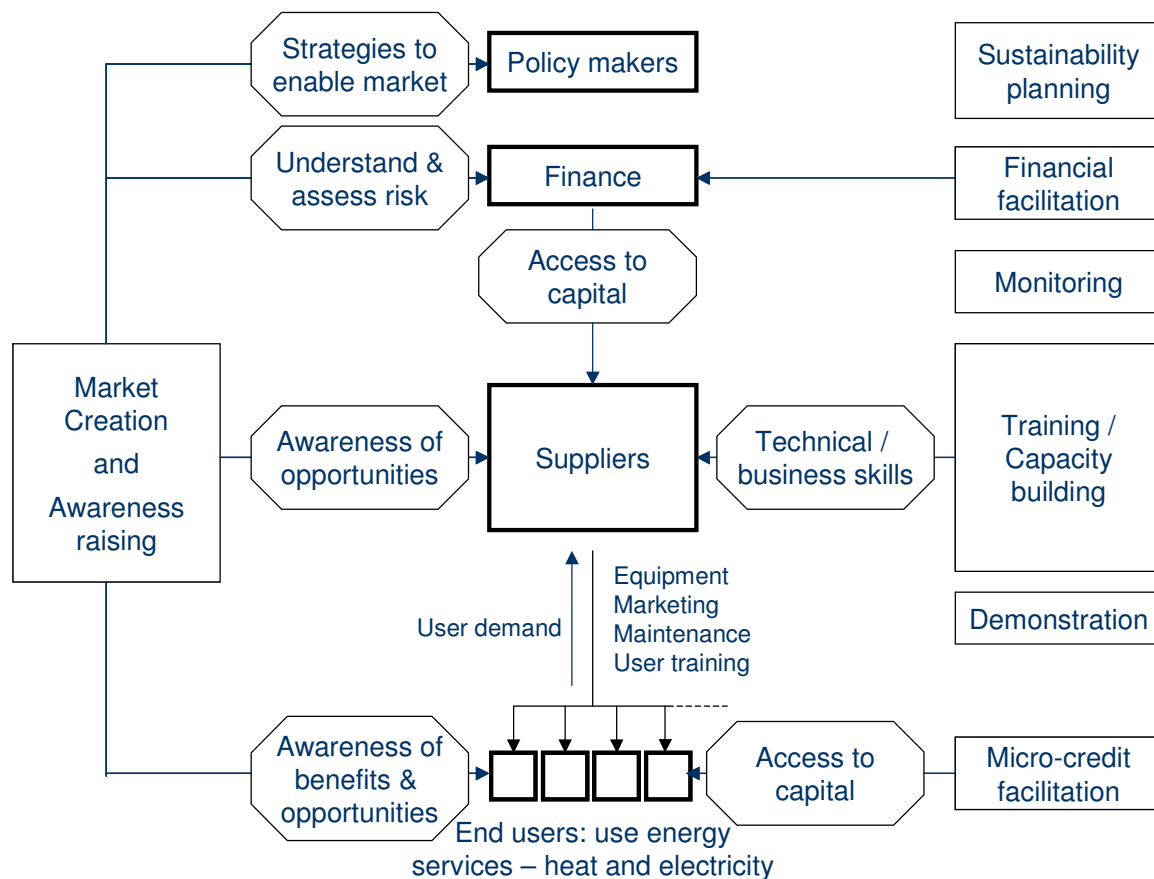 Strategies to
enable market
Policy makers
Sustainability
planning
Understand &
assess risk
Finance
Financial
facilitation
Access to
capital
Monitoring
Market
Creation
and
Awareness
raising
Awareness of
opportunities
Suppliers
Technical /
business skills
Training /
Capacity
building
User demand
Equipment
Marketing
Maintenance
User training
Demonstration
Awareness of
benefits &
opportunities
Access to
capital
Micro-credit
facilitation
End users: use energy
services – heat and electricity